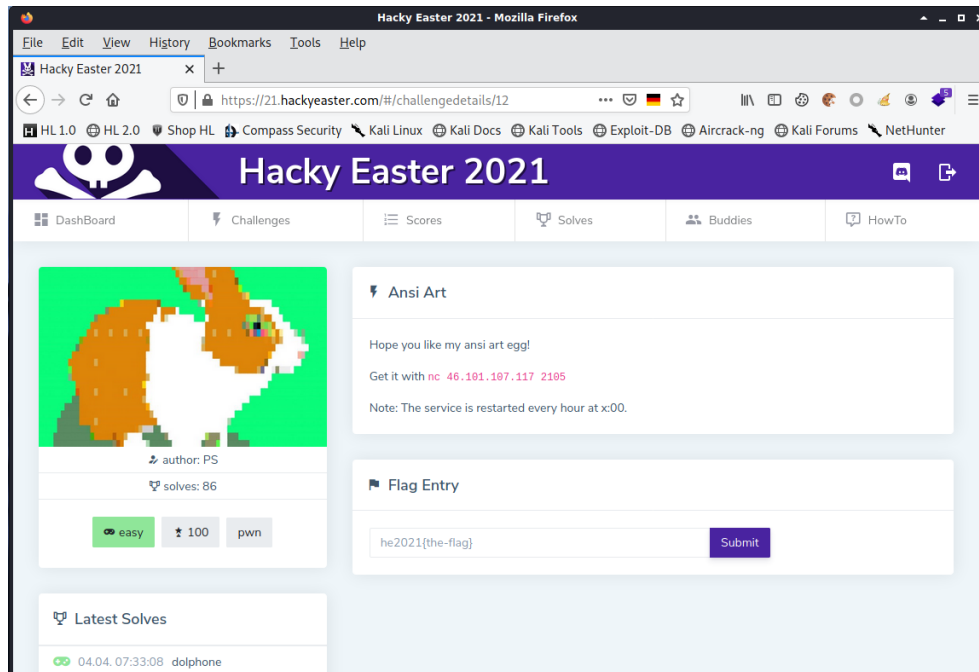 Hacky Easter 2021 - Mozilla Firefox
File Edit View History Bookmarks Tools Help
Hacky Easter 2021
https://21.hackyeaster.com/#/challengedetails/12
5
HL 1.0 HL 2.0 Shop HL Compass Security Kali Linux Kali Docs Kali Tools Exploit-DB Aircrack-ng Kali Forums NetHunter
Hacky Easter 2021
DashBoard Challenges Scores Solves Buddies HowTo
author: PS
solves: 86
easy 100 pwn
Latest Solves
04.04. 07:33:08 dolphone
Ansi Art
Hope you like my ansi art egg!
Get it with nc 46.101.107.117 2105
Note: The service is restarted every hour at x:00.
Flag Entry
he2021{the-flag} Submit